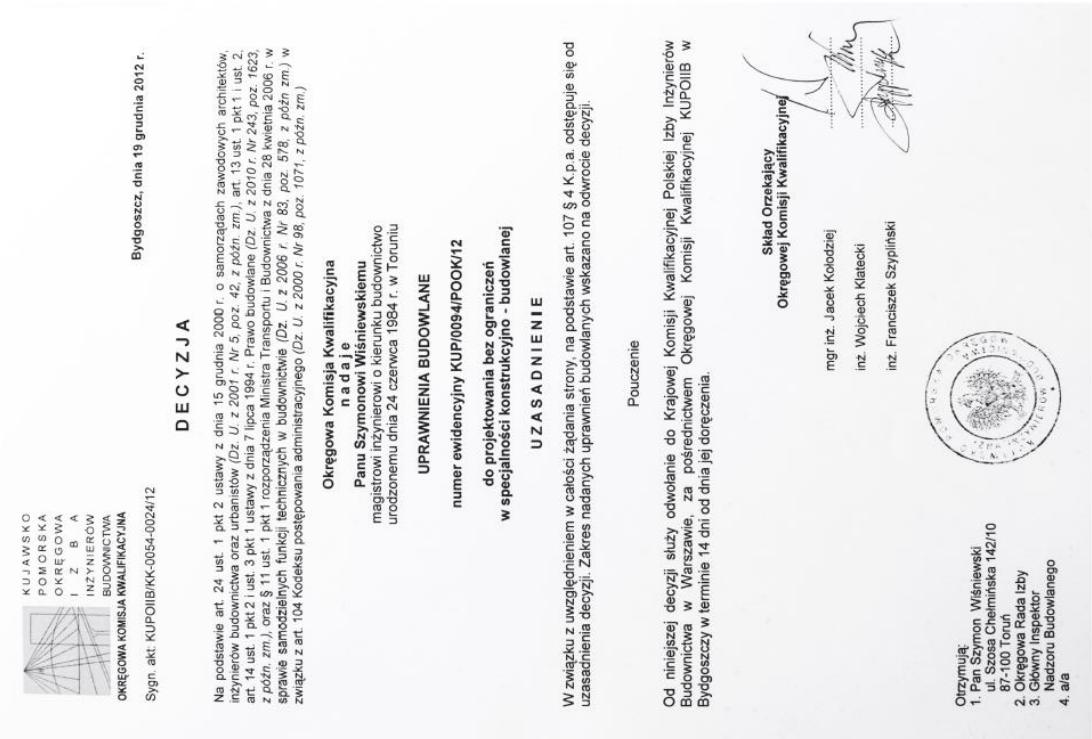 KUJAWSKO
POMORSKA
OKRĘGOWA
I Z B A
INŻYNIERÓW
BUDOWNICTWA
OKRĘGOWA KOMISJA KWALIFIKACYJNA
Sygn. akt: KUPOIIB/KK-0054-0024/12
Bydgoszcz, dnia 19 grudnia 2012 r.
D E C Y Z J A
Na podstawie art. 24 ust. 1 pkt 2 ustawy z dnia 15 grudnia 2000 r. o samorządach zawodowych architektów,
inżynierów budownictwa oraz urbanistów (Dz. U. z 2001 r. Nr 5, poz. 42, z późn. zm.), art. 13 ust. 1 pkt 1 i ust. 2,
art. 14 ust. 1 pkt 2 i ust. 3 pkt 1 ustawy z dnia 7 lipca 1994 r. Prawo budowlane (Dz. U. z 2010 r. Nr 243, poz. 1623,
z późn. zm.), oraz § 11 ust. 1 pkt 1 rozporządzenia Ministra Transportu i Budownictwa z dnia 28 kwietnia 2006 r. w
sprawie samodzielnych funkcji technicznych w budownictwie (Dz. U. z 2006 r. Nr 83, poz. 578, z późn zm.) w
związku z art. 104 Kodeksu postępowania administracyjnego (Dz. U. z 2000 r. Nr 98, poz. 1071, z późn. zm.)
Okręgowa Komisja Kwalifikacyjna
n a d a j e
Panu Szymonowi Wiśniewskiemu
magistrowi inżynierowi o kierunku budownictwo
urodzonemu dnia 24 czerwca 1984 r. w Toruniu
UPRAWNIENIA BUDOWLANE
numer ewidencyjny KUP/0094/POOK/12
do projektowania bez ograniczeń
w specjalności konstrukcyjno - budowlanej
U Z A S A D N I E N I E
W związku z uwzględnieniem w całości żądania strony, na podstawie art. 107 § 4 K.p.a. odstępuje się od
uzasadnienia decyzji. Zakres nadanych uprawnień budowlanych wskazano na odwrocie decyzji.
Pouczenie
Od niniejszej decyzji służy odwołanie do Krajowej Komisji Kwalifikacyjnej Polskiej Izby Inżynierów
Budownictwa w Warszawie, za pośrednictwem Okręgowej Komisji Kwalifikacyjnej KUPOIIB w
Bydgoszczy w terminie 14 dni od dnia jej doręczenia.
Skład Orzekający
Okręgowej Komisji Kwalifikacyjnej
mgr inż. Jacek Kołodziej
inż. Wojciech Klatecki
inż. Franciszek Szypliński
Otrzymują:
1. Pan Szymon Wiśniewski
ul. Szosa Chełmińska 142/10
87-100 Toruń
2. Okręgowa Rada Izby
3. Główny Inspektor
Nadzoru Budowlanego
4. a/a